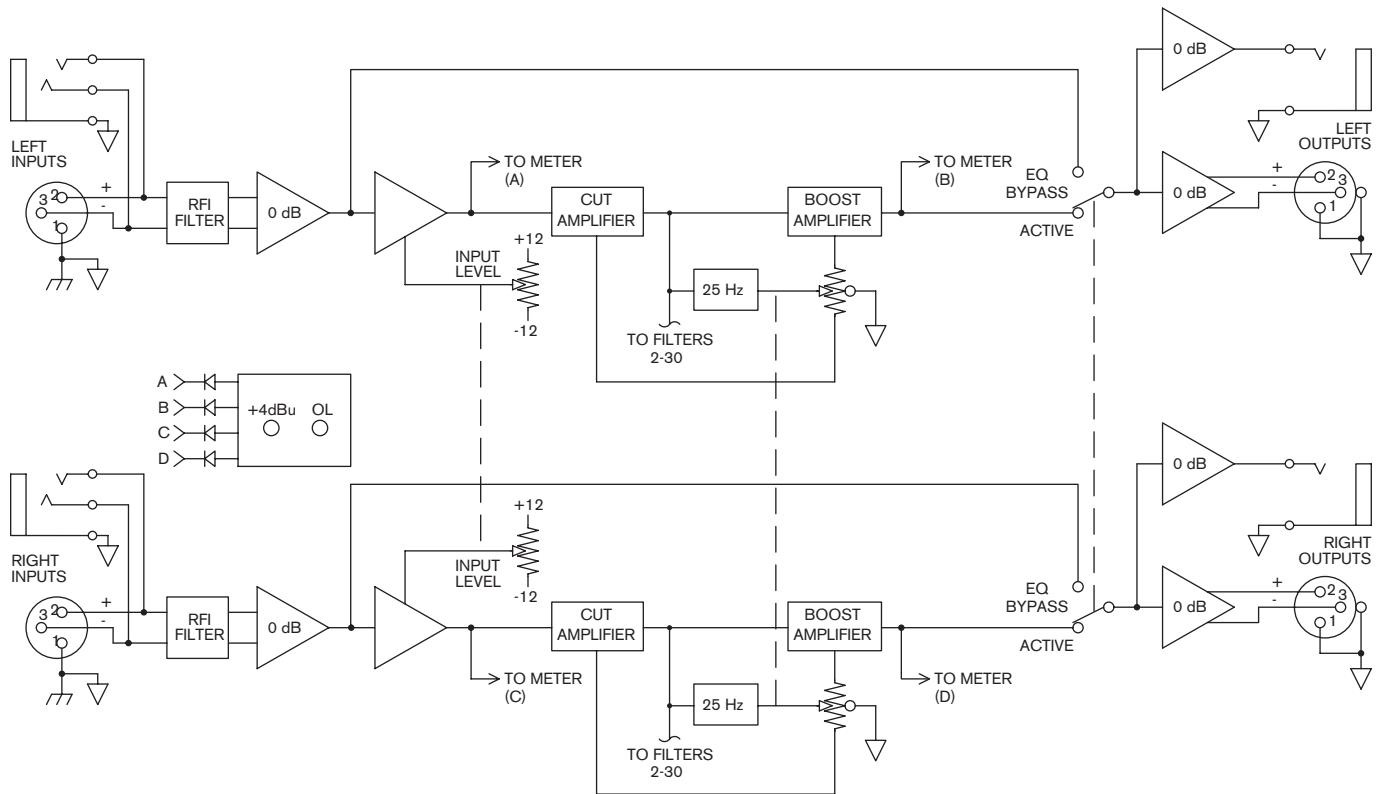 0 dB
LEFT
INPUTS
+
3 2
-
1
RFI
FILTER
0 dB
TO METER
(A)
INPUT
LEVEL
+12
-12
CUT
AMPLIFIER
25 Hz
TO FILTERS
2-30
BOOST
AMPLIFIER
TO METER
(B)
EQ
BYPASS
ACTIVE
0 dB
LEFT
OUTPUTS
+
-
2 3
1
A
B
C
D
+4dBu OL
0 dB
RIGHT
INPUTS
+
3 2
-
1
RFI
FILTER
0 dB
+12
INPUT
LEVEL
-12
TO METER
(C)
CUT
AMPLIFIER
25 Hz
TO FILTERS
2-30
BOOST
AMPLIFIER
TO METER
(D)
EQ
BYPASS
ACTIVE
0 dB
RIGHT
OUTPUTS
+
-
2 3
1